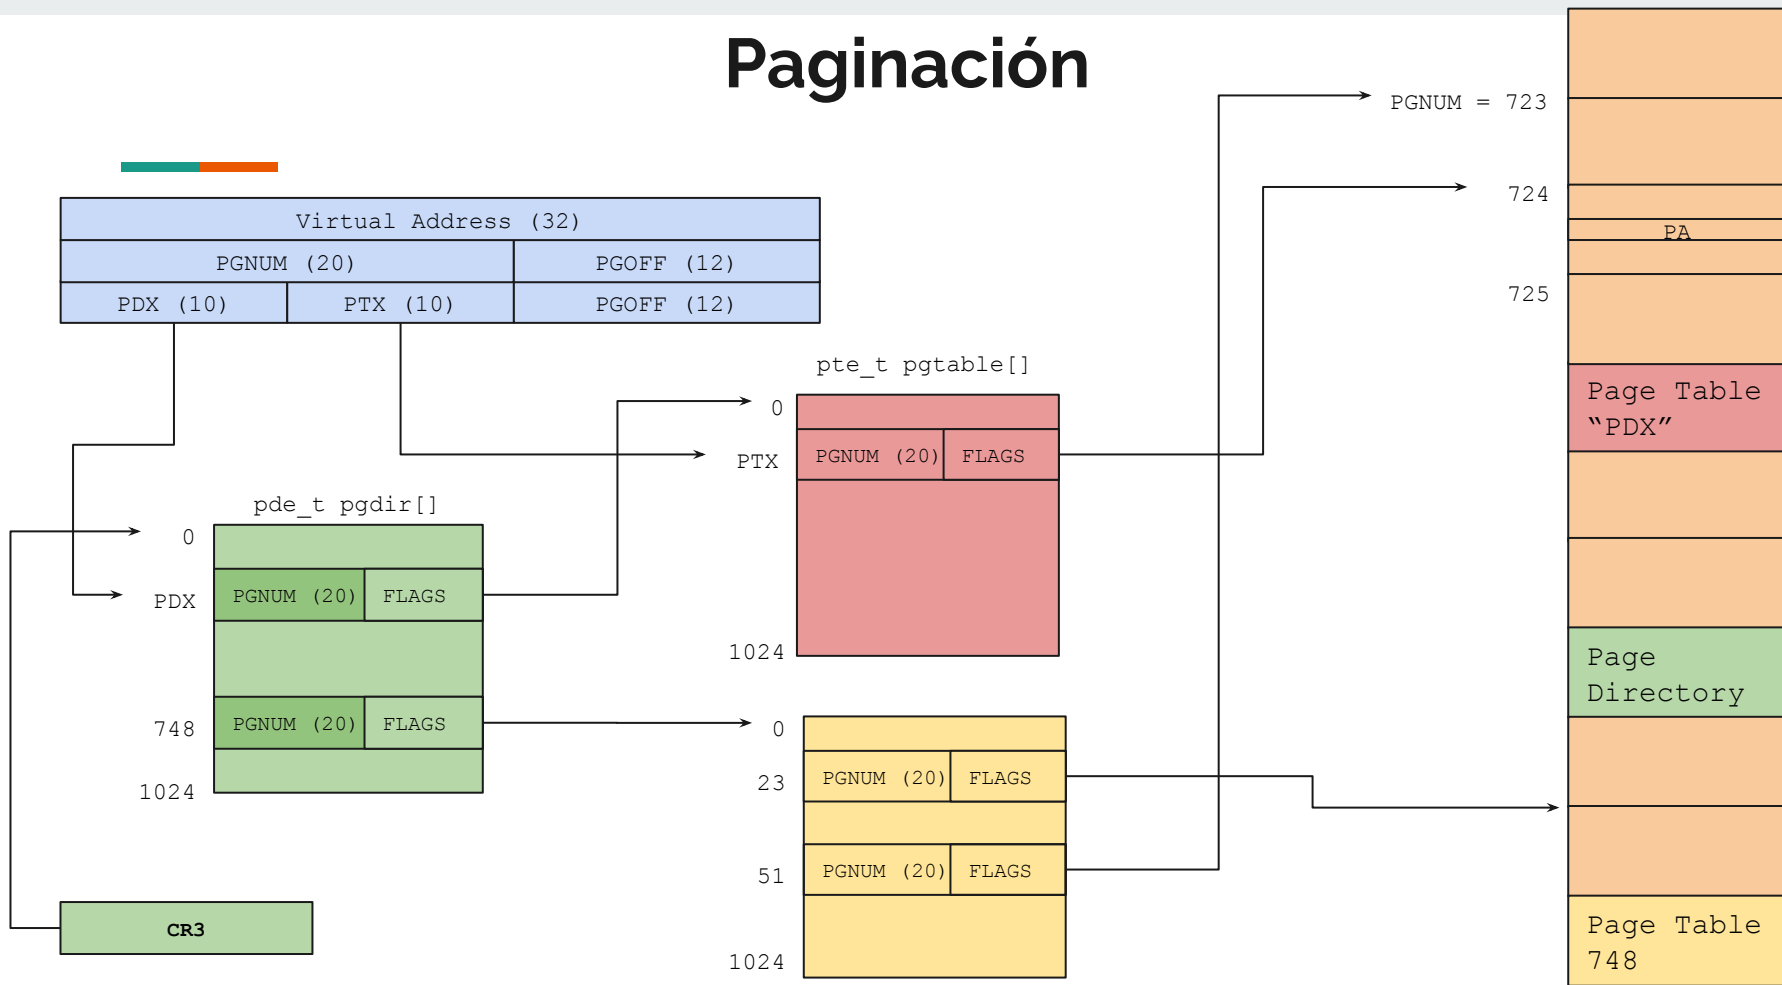 Paginación
PGNUM = 723
724
PA
725
Virtual Address (32)
PGNUM (20) PGOFF (12)
PDX (10) PTX (10) PGOFF (12)
pte_t pgtable[]
0
PTX PGNUM (20) FLAGS
1024
pde_t pgdir[]
0
PDX PGNUM (20) FLAGS
748 PGNUM (20) FLAGS
1024
0
23 PGNUM (20) FLAGS
51 PGNUM (20) FLAGS
1024
CR3
Page Table
“PDX”
Page
Directory
Page Table
748